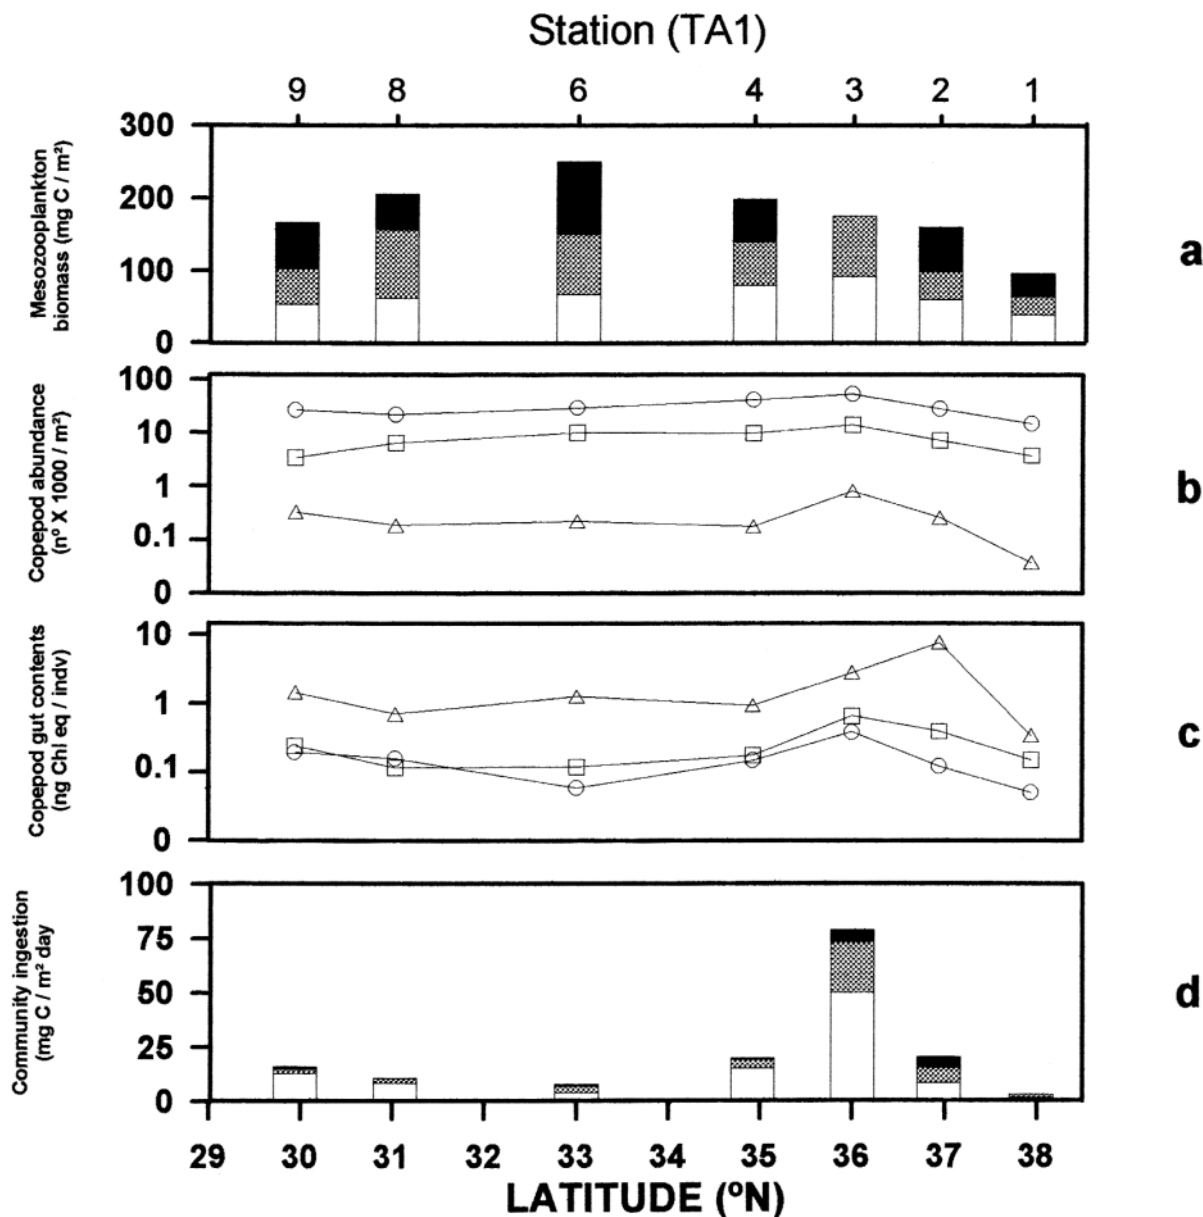 Station (TA1)
9 8 6 4 3 2 1
Mesozooplankton
biomass (mg C / m²)
300
200
100
0
a
Copepod abundance
(nº X 1000 / m²)
100
10
1
0.1
0
b
Copepod gut contents
(ng Chl eq / indv)
10
1
0.1
0
c
Community ingestion
(mg C / m² day)
100
75
50
25
0
d
29 30 31 32 33 34 35 36 37 38
LATITUDE (ºN)